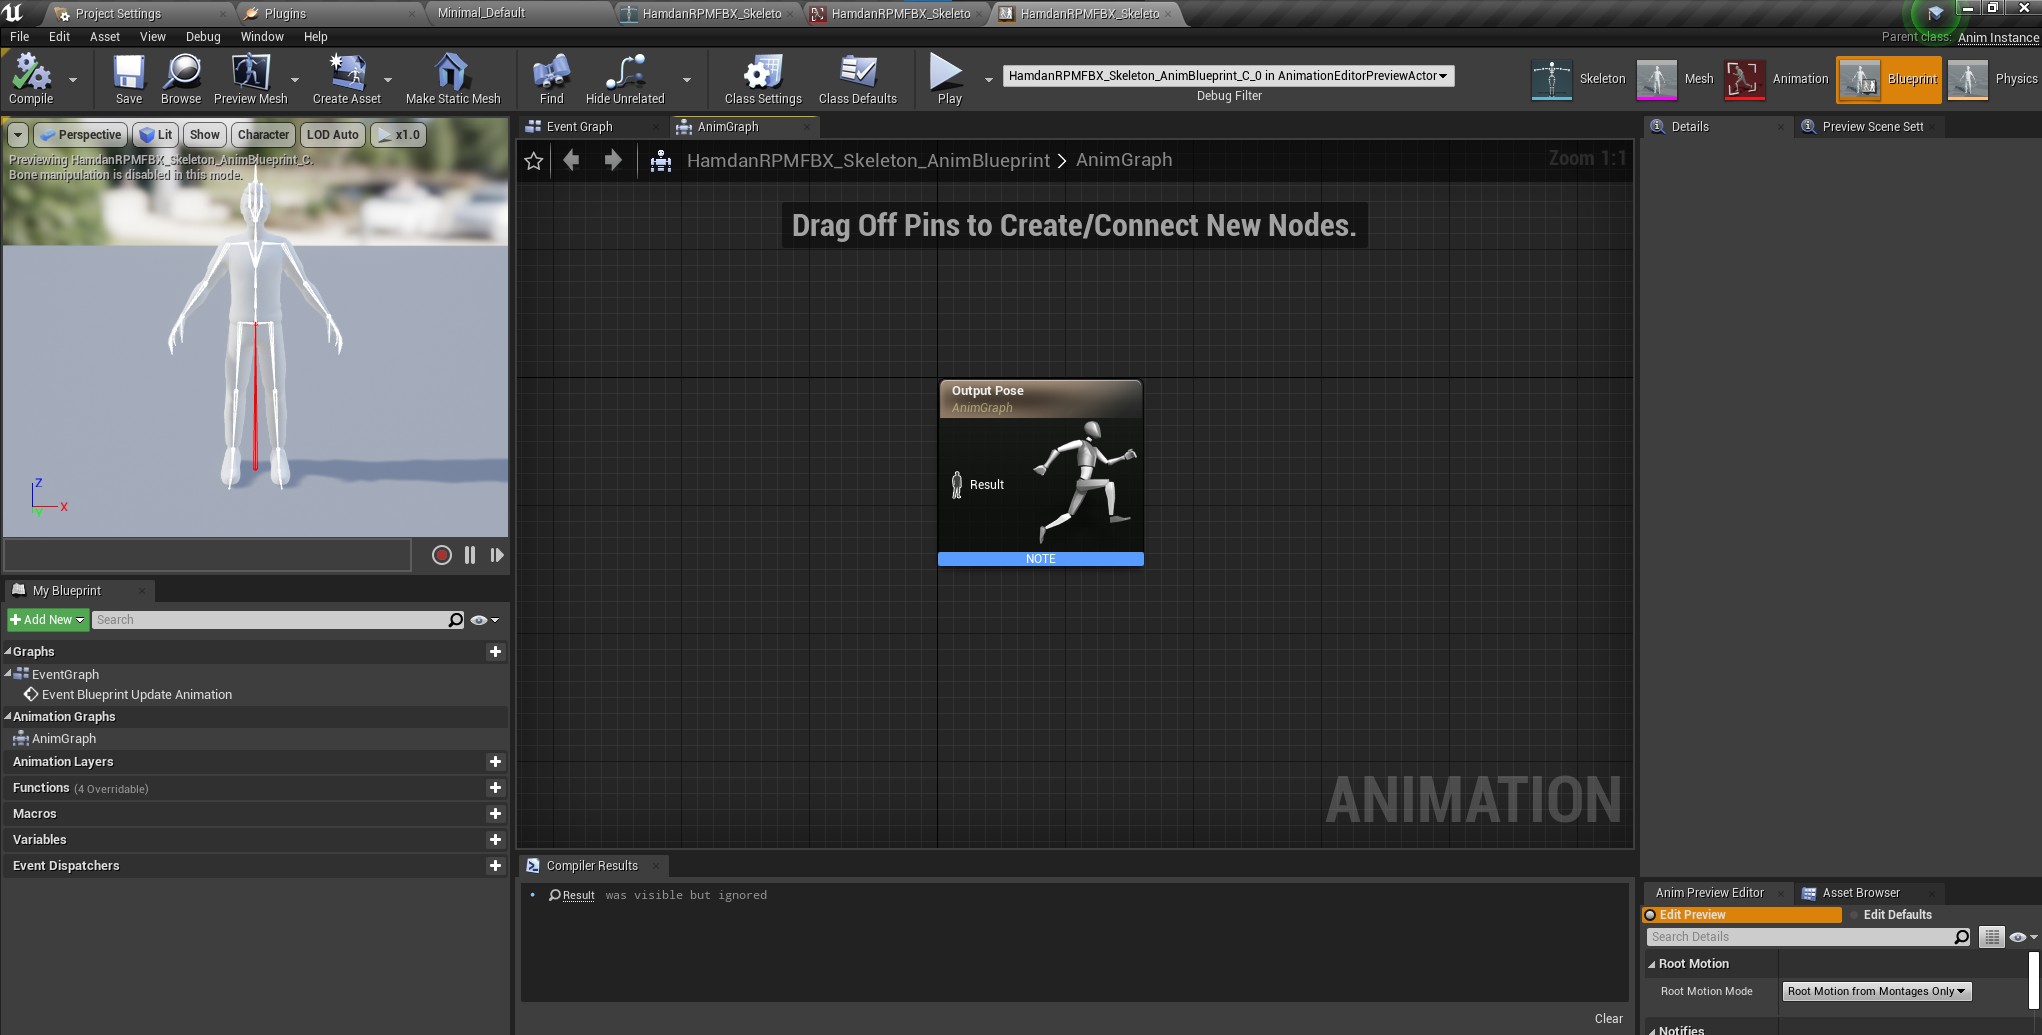 Project Settings
Plugins
Minimal_Default
HamdanRPMFBX_Skeleto
HamdanRPMFBX_Skeleto
HamdanRPMFBX_Skeleto
File Edit Asset View Debug Window Help
Parent class: Anim Instance
Compile
Save
Browse
Preview Mesh
Create Asset
Make Static Mesh
Find
Hide Unrelated
Class Settings
Class Defaults
Play
HamdanRPMFBX_Skeleton_AnimBlueprint_C_0 in AnimationEditorPreviewActor
Debug Filter
Skeleton
Mesh
Animation
Blueprint
Physics
Perspective
Lit
Show
Character
LOD Auto
x1.0
Previewing HamdanRPMFBX_Skeleton_AnimBlueprint_C.
Bone manipulation is disabled in this mode.
Z
X
Y
Event Graph
AnimGraph
HamdanRPMFBX_Skeleton_AnimBlueprint > AnimGraph
Zoom 1:1
Drag Off Pins to Create/Connect New Nodes.
Output Pose
AnimGraph
Result
NOTE
ANIMATION
Details
Preview Scene Sett
My Blueprint
Add New
Search
Graphs
EventGraph
Event Blueprint Update Animation
Animation Graphs
AnimGraph
Animation Layers
Functions (4 Overridable)
Macros
Variables
Event Dispatchers
Compiler Results
Result was visible but ignored
Clear
Anim Preview Editor
Asset Browser
Edit Preview
Edit Defaults
Search Details
Root Motion
Root Motion Mode
Root Motion from Montages Only
Notifies